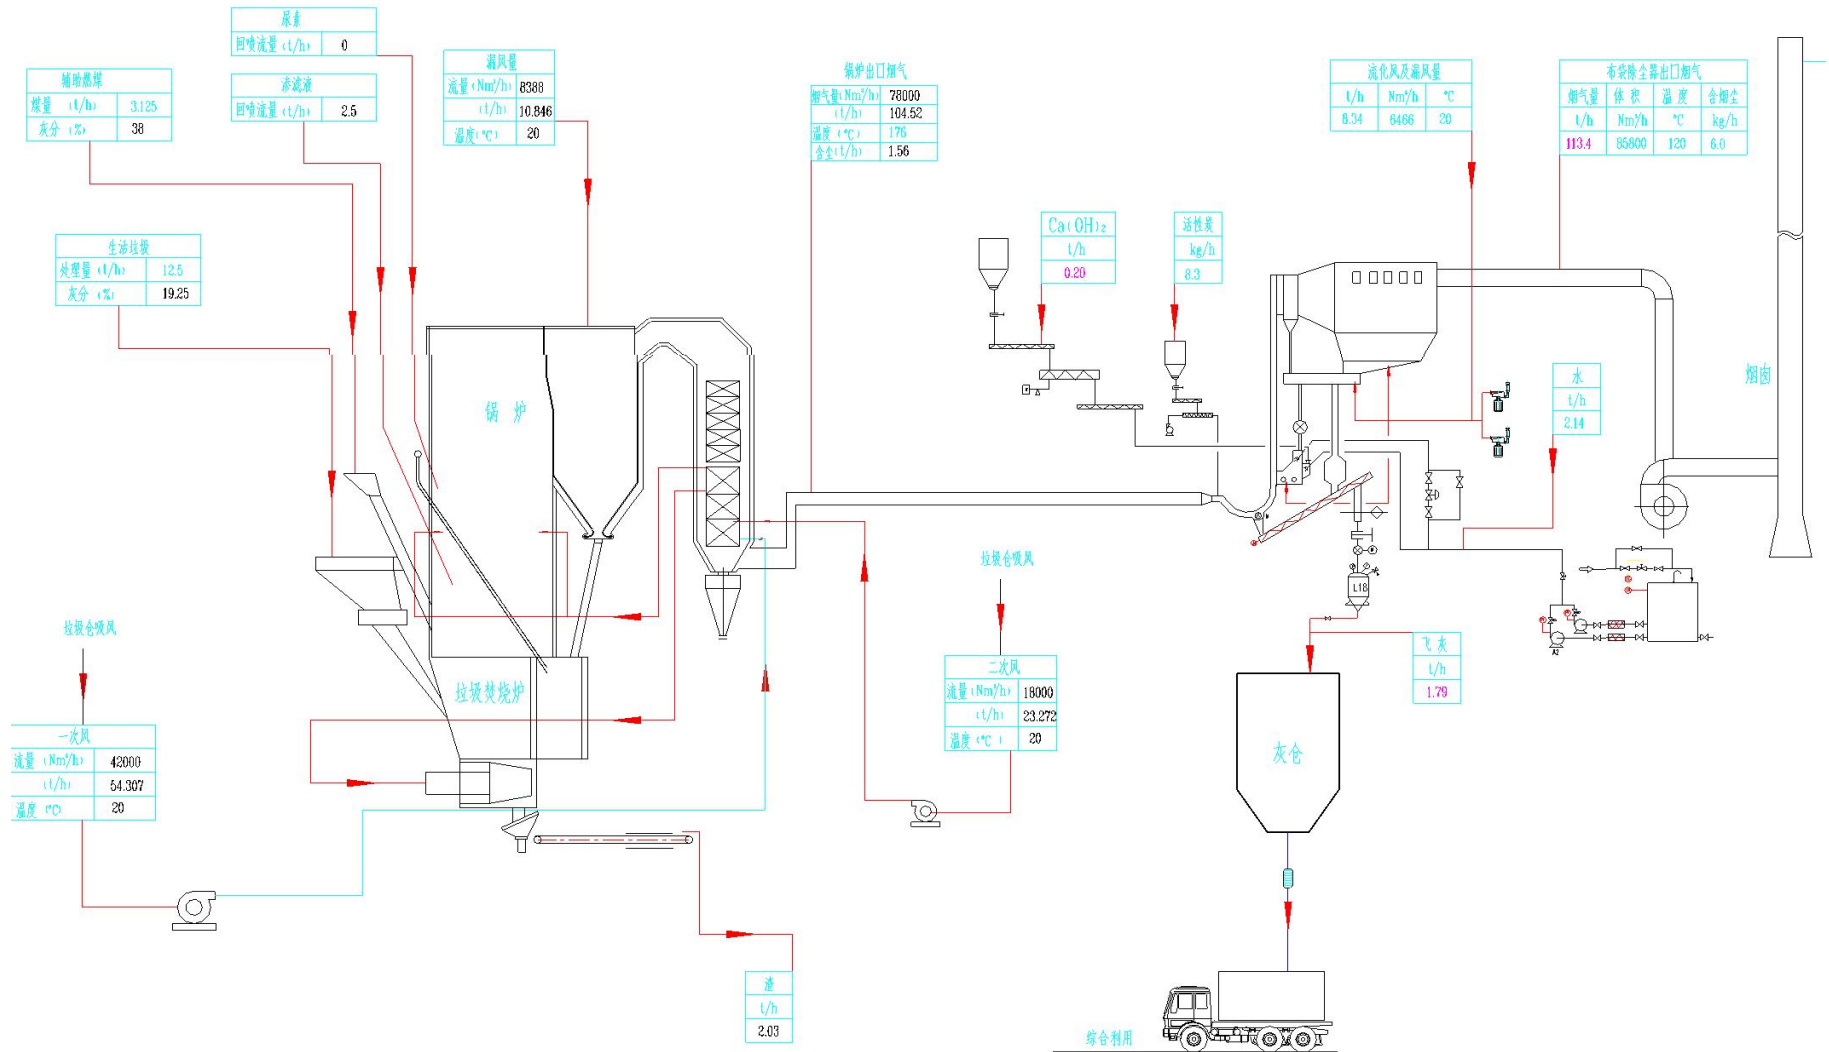 尿素
回喷流量(t/h) 0
渗滤液
回喷流量(t/h) 2.5
辅助燃煤
煤量 (t/h) 3.125
灰分 (%) 38
漏风量
流量(Nm³/h) 8388
(t/h) 10.846
温度(℃) 20
锅炉出口烟气
烟气量(Nm³/h) 78000
(t/h) 104.52
温度 (℃) 176
含尘(t/h) 1.56
流化风及漏风量
t/h Nm³/h ℃
8.34 6466 20
布袋除尘器出口烟气
烟气量 体积 温度 含烟尘
t/h Nm³/h ℃ kg/h
113.4 85800 120 6.0
生活垃圾
处理量(t/h) 12.5
灰分 (%) 19.25
Ca(OH)₂
t/h
0.20
活性炭
kg/h
8.3
烟囱
水
t/h
2.14
锅炉
垃圾仓吸风
L18
A2
垃圾仓吸风
飞灰
t/h
1.79
二次风
流量(Nm³/h) 18000
(t/h) 23.272
温度(℃) 20
垃圾焚烧炉
一次风
流量(Nm³/h) 42000
(t/h) 54.307
温度(℃) 20
灰仓
渣
t/h
2.03
综合利用